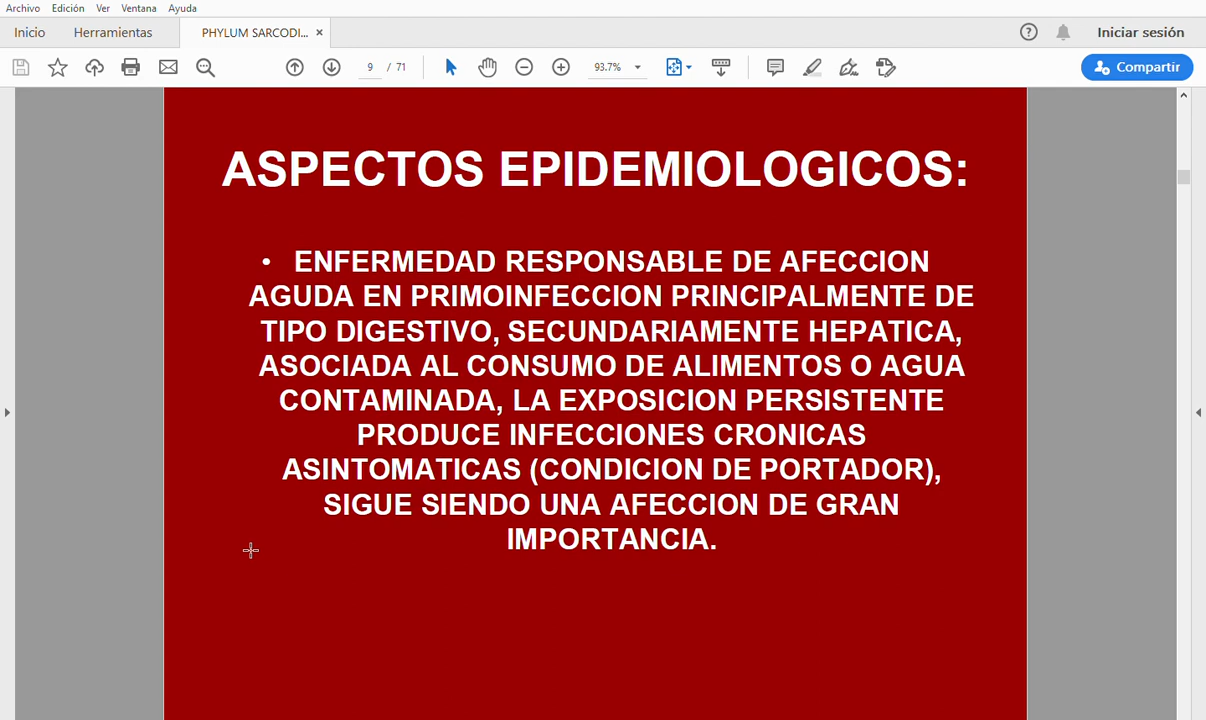 Archivo Edición Ver Ventana Ayuda
Inicio Herramientas PHYLUM SARCODI... × Iniciar sesión
9 / 71 93.7% Compartir
ASPECTOS EPIDEMIOLOGICOS:
• ENFERMEDAD RESPONSABLE DE AFECCION
AGUDA EN PRIMOINFECCION PRINCIPALMENTE DE
TIPO DIGESTIVO, SECUNDARIAMENTE HEPATICA,
ASOCIADA AL CONSUMO DE ALIMENTOS O AGUA
CONTAMINADA, LA EXPOSICION PERSISTENTE
PRODUCE INFECCIONES CRONICAS
ASINTOMATICAS (CONDICION DE PORTADOR),
SIGUE SIENDO UNA AFECCION DE GRAN
IMPORTANCIA.